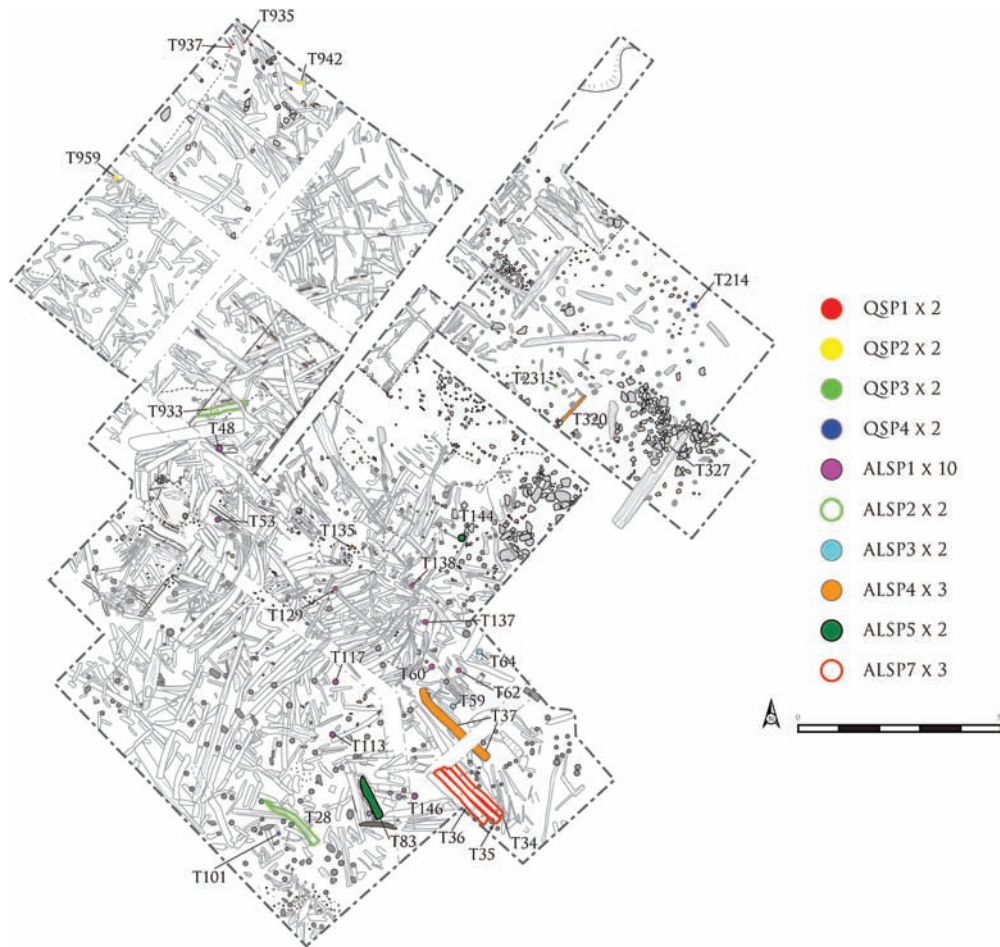 T935
T937
T942
T959
T214
T231
T320
T933
T48
T327
T53
T135
T144
T138
T129
T137
T64
T117
T60
T62
T59
T37
T113
T28
T146
T83
T36
T34
T35
T101
QSP1 x 2
QSP2 x 2
QSP3 x 2
QSP4 x 2
ALSP1 x 10
ALSP2 x 2
ALSP3 x 2
ALSP4 x 3
ALSP5 x 2
ALSP7 x 3
N
0
5